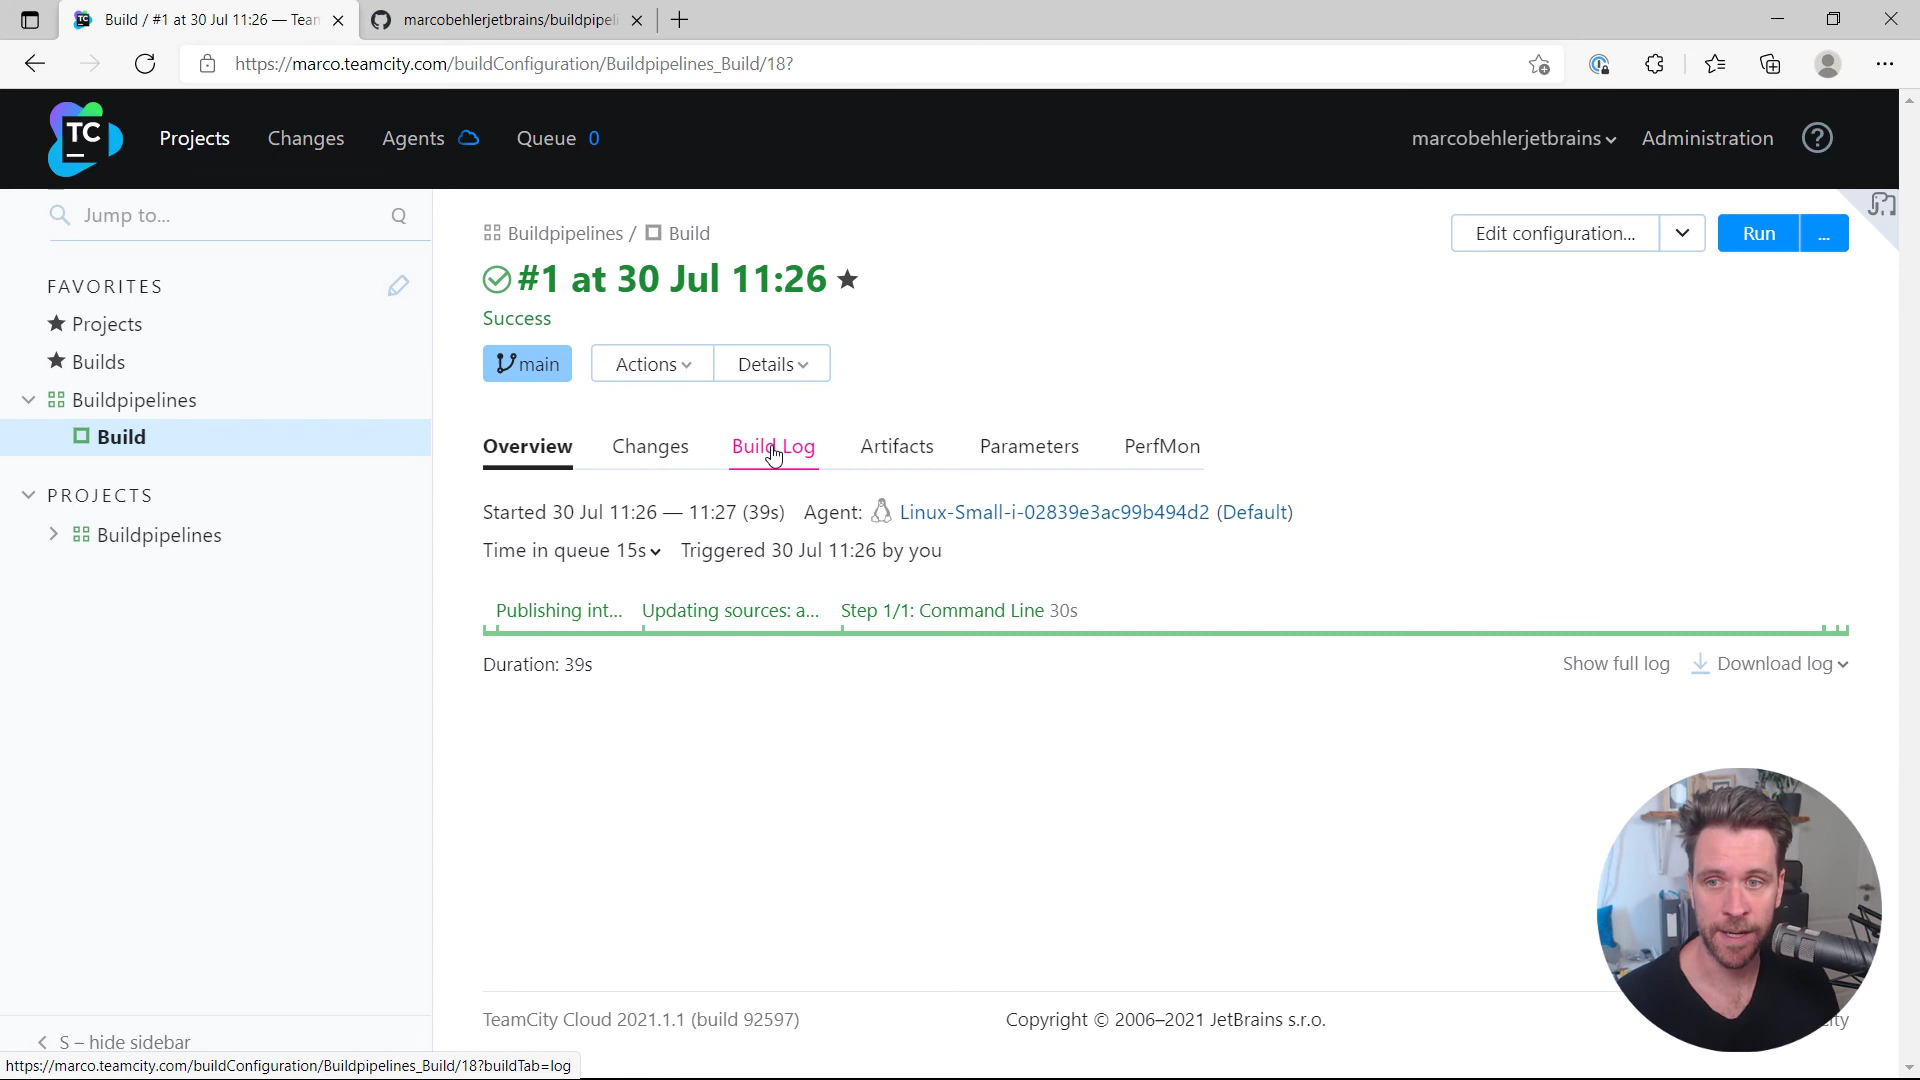 Build / #1 at 30 Jul 11:26 — Tean
marcobehlerjetbrains/buildpipeli
https://marco.teamcity.com/buildConfiguration/Buildpipelines_Build/18?
TC
Projects
Changes
Agents
Queue 0
marcobehlerjetbrains
Administration
?
Jump to...
Q
FAVORITES
Projects
Builds
Buildpipelines
Build
PROJECTS
Buildpipelines
S – hide sidebar
Buildpipelines / Build
Edit configuration...
Run
...
#1 at 30 Jul 11:26
Success
main
Actions
Details
Overview
Changes
Build Log
Artifacts
Parameters
PerfMon
Started 30 Jul 11:26 — 11:27 (39s) Agent: Linux-Small-i-02839e3ac99b494d2 (Default)
Time in queue 15s Triggered 30 Jul 11:26 by you
Publishing int...
Updating sources: a...
Step 1/1: Command Line 30s
Duration: 39s
Show full log
Download log
TeamCity Cloud 2021.1.1 (build 92597)
Copyright © 2006–2021 JetBrains s.r.o.
https://marco.teamcity.com/buildConfiguration/Buildpipelines_Build/18?buildTab=log